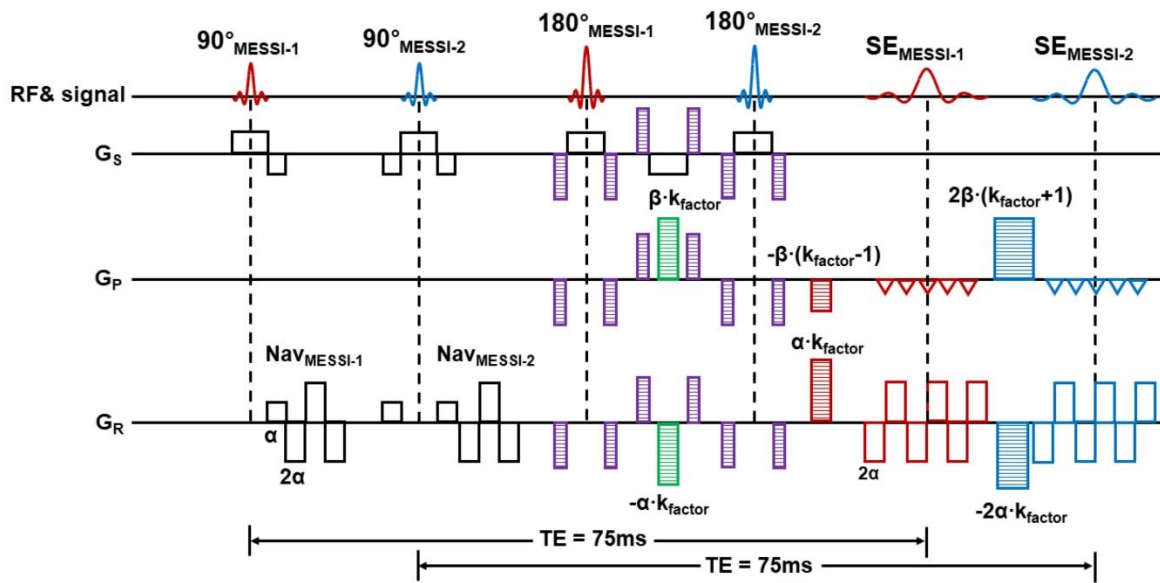 90°MESSI-1 90°MESSI-2 180°MESSI-1 180°MESSI-2 SEMESSI-1 SEMESSI-2
RF& signal
GS
β·kfactor 2β·(kfactor+1)
-β·(kfactor-1)
GP
NavMESSI-1 NavMESSI-2 α·kfactor
GR
α
2α 2α
-α·kfactor -2α·kfactor
TE = 75ms
TE = 75ms